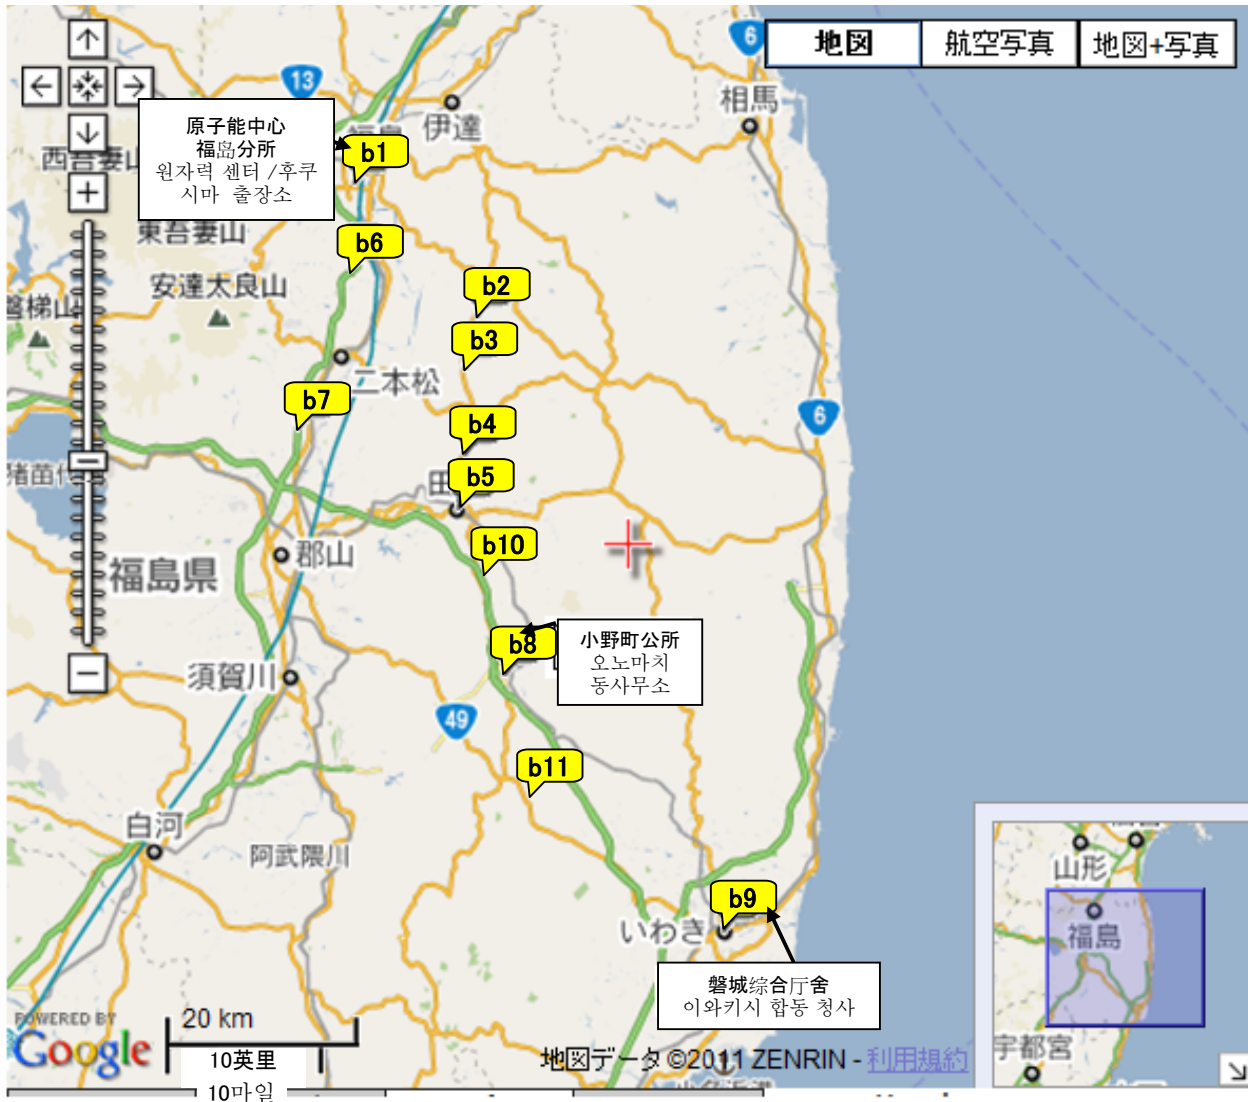 6
地図
航空写真
地図+写真
13
相馬
伊達
原子能中心
福岛分所
원자력 센터 /후쿠
시마 출장소
b1
東吾妻山
b6
安達太良山
b2
磐梯山
b3
二本松
b7
6
b4
b5
猪苗代
b10
郡山
福島県
b8
小野町公所
오노마치
동사무소
須賀川
49
b11
白河
阿武隈川
山形
b9
いわき
福島
磐城综合厅舍
이와키시 합동 청사
POWERED BY
Google
20 km
10英里
10마일
地図データ ©2011 ZENRIN - 利用規約
宇都宮